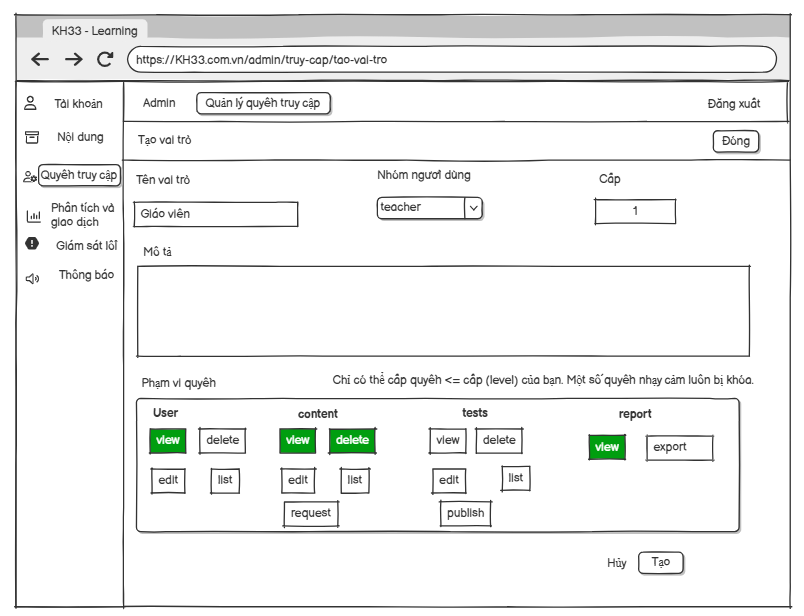 KH33 - Learning
https://KH33.com.vn/admin/truy-cap/tao-vai-tro
Tài khoản
Admin
Quản lý quyền truy cập
Đăng xuất
Nội dung
Tạo vai trò
Đóng
Quyền truy cập
Tên vai trò
Nhóm người dùng
Cấp
Phân tích và
giao dịch
Giáo viên
teacher
1
Giám sát lỗi
Mô tả
Thông báo
Phạm vi quyền
Chỉ có thể cấp quyền <= cấp (level) của bạn. Một số quyền nhạy cảm luôn bị khóa.
User
content
tests
report
view
delete
view
delete
view
delete
view
export
edit
list
edit
list
edit
list
request
publish
Hủy
Tạo